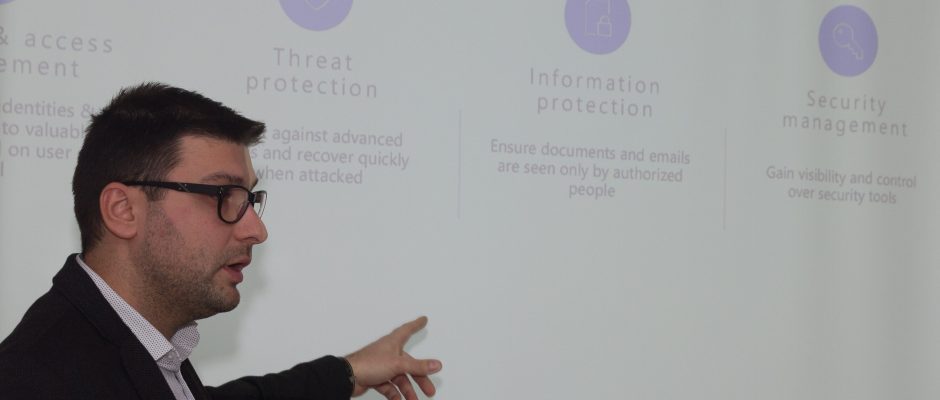 & access
ement
dentities &
to valuabl
on user
Threat
protection
against advanced
s and recover quickly
when attacked
Information
protection
Ensure documents and emails
are seen only by authorized
people
Security
management
Gain visibility and control
over security tools